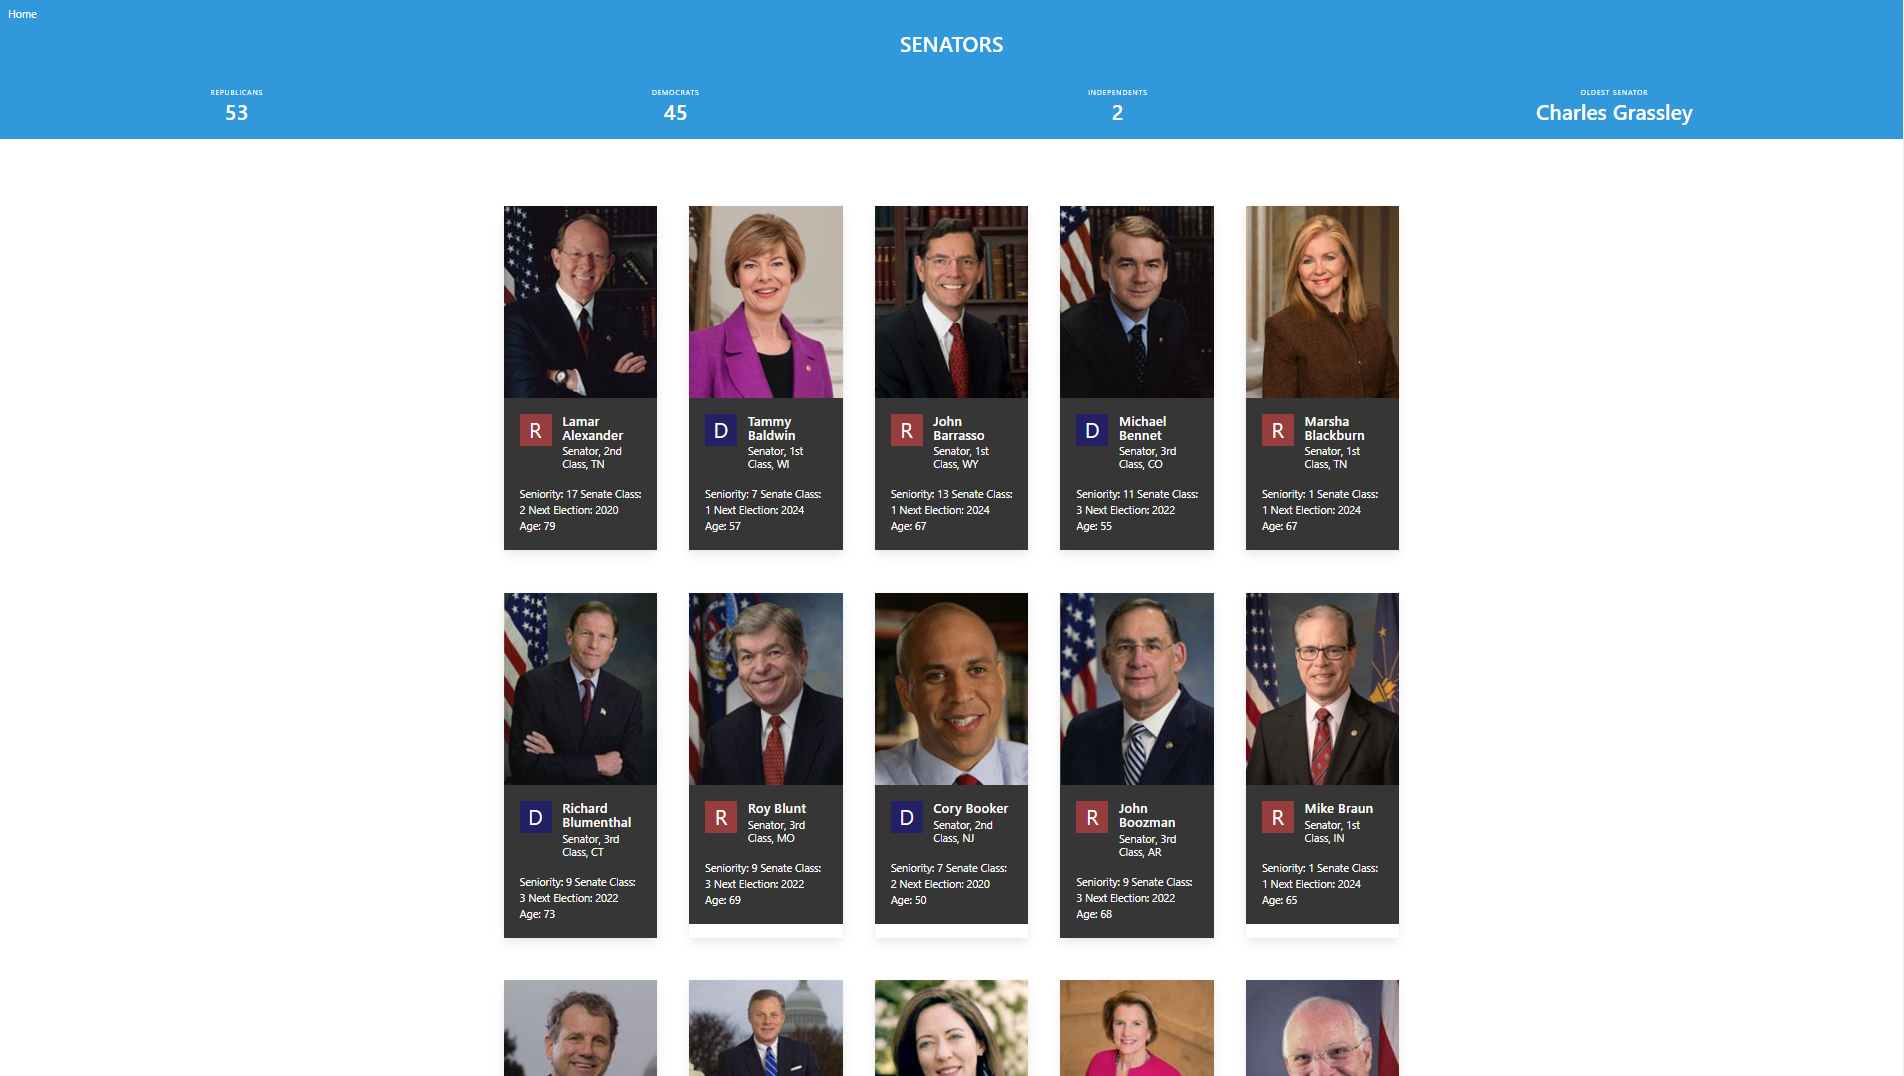 Home
SENATORS
REPUBLICANS
53
DEMOCRATS
45
INDEPENDENTS
2
OLDEST SENATOR
Charles Grassley
R
Lamar
Alexander
Senator, 2nd
Class, TN
Seniority: 17 Senate Class:
2 Next Election: 2020
Age: 79
D
Tammy
Baldwin
Senator, 1st
Class, WI
Seniority: 7 Senate Class:
1 Next Election: 2024
Age: 57
R
John
Barrasso
Senator, 1st
Class, WY
Seniority: 13 Senate Class:
1 Next Election: 2024
Age: 67
D
Michael
Bennet
Senator, 3rd
Class, CO
Seniority: 11 Senate Class:
3 Next Election: 2022
Age: 55
R
Marsha
Blackburn
Senator, 1st
Class, TN
Seniority: 1 Senate Class:
1 Next Election: 2024
Age: 67
D
Richard
Blumenthal
Senator, 3rd
Class, CT
Seniority: 9 Senate Class:
3 Next Election: 2022
Age: 73
R
Roy Blunt
Senator, 3rd
Class, MO
Seniority: 9 Senate Class:
3 Next Election: 2022
Age: 69
D
Cory Booker
Senator, 2nd
Class, NJ
Seniority: 7 Senate Class:
2 Next Election: 2020
Age: 50
R
John
Boozman
Senator, 3rd
Class, AR
Seniority: 9 Senate Class:
3 Next Election: 2022
Age: 68
R
Mike Braun
Senator, 1st
Class, IN
Seniority: 1 Senate Class:
1 Next Election: 2024
Age: 65